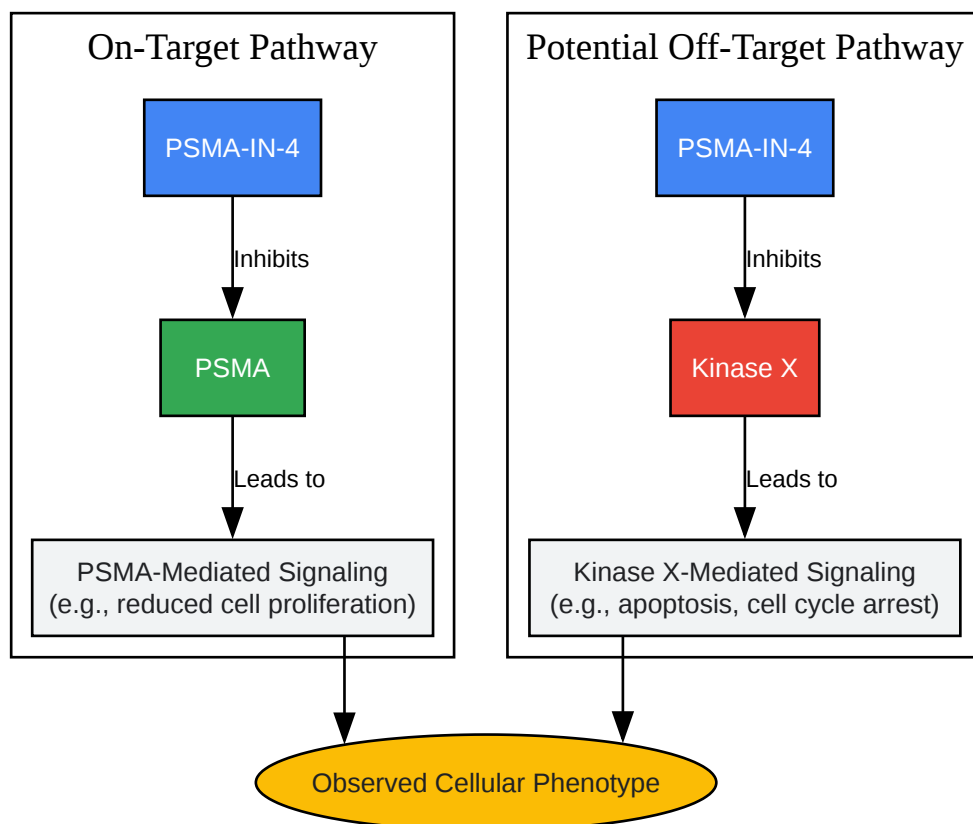 On-Target Pathway
PSMA-IN-4
Inhibits
PSMA
Leads to
PSMA-Mediated Signaling
(e.g., reduced cell proliferation)
Potential Off-Target Pathway
PSMA-IN-4
Inhibits
Kinase X
Leads to
Kinase X-Mediated Signaling
(e.g., apoptosis, cell cycle arrest)
Observed Cellular Phenotype